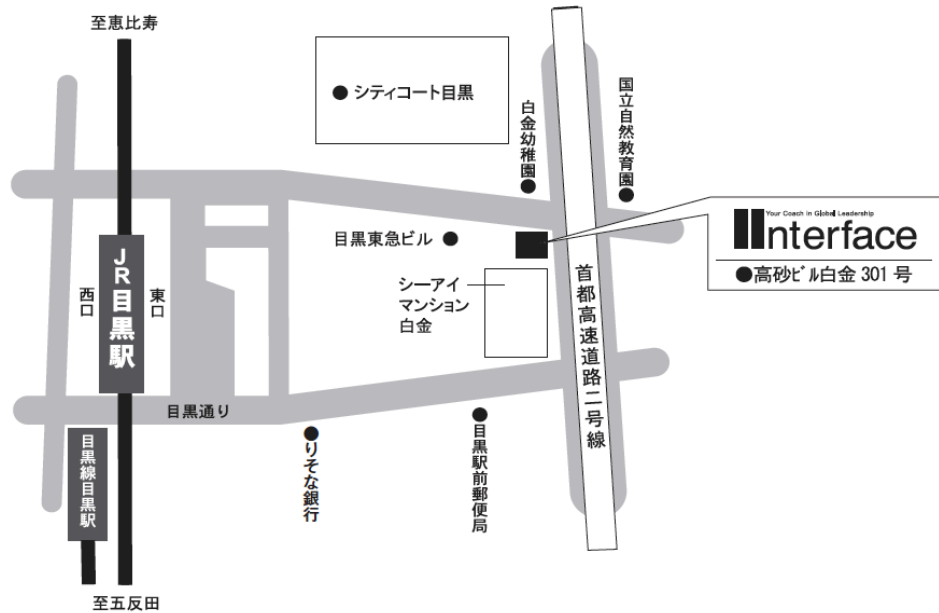 至恵比寿
シティコート目黒
白金幼稚園
国立自然教育園
Your Coach in Global Leadership
Interface
高砂ビル白金 301 号
目黒東急ビル
シーアイ
マンション
白金
西口
JR目黒駅
東口
首都高速道路二号線
目黒通り
目黒線目黒駅
りそな銀行
目黒駅前郵便局
至五反田